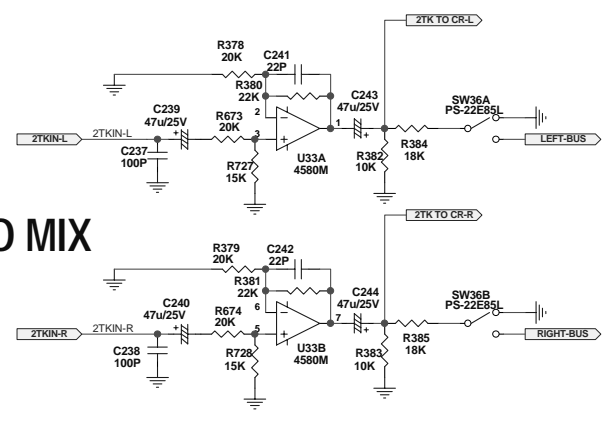 2TK TO CR-L
R378
20K
C241
22P
R380
22K
C239
47u/25V
R673
20K
2
3
1
C243
47u/25V
SW36A
PS-22E85L
2TKIN-L
2TKIN-L
C237
100P
R727
15K
U33A
4580M
R382
10K
R384
18K
LEFT-BUS
O MIX
2TK TO CR-R
R379
20K
C242
22P
R381
22K
C240
47u/25V
R674
20K
6
5
7
C244
47u/25V
SW36B
PS-22E85L
2TKIN-R
2TKIN-R
C238
100P
R728
15K
U33B
4580M
R383
10K
R385
18K
RIGHT-BUS